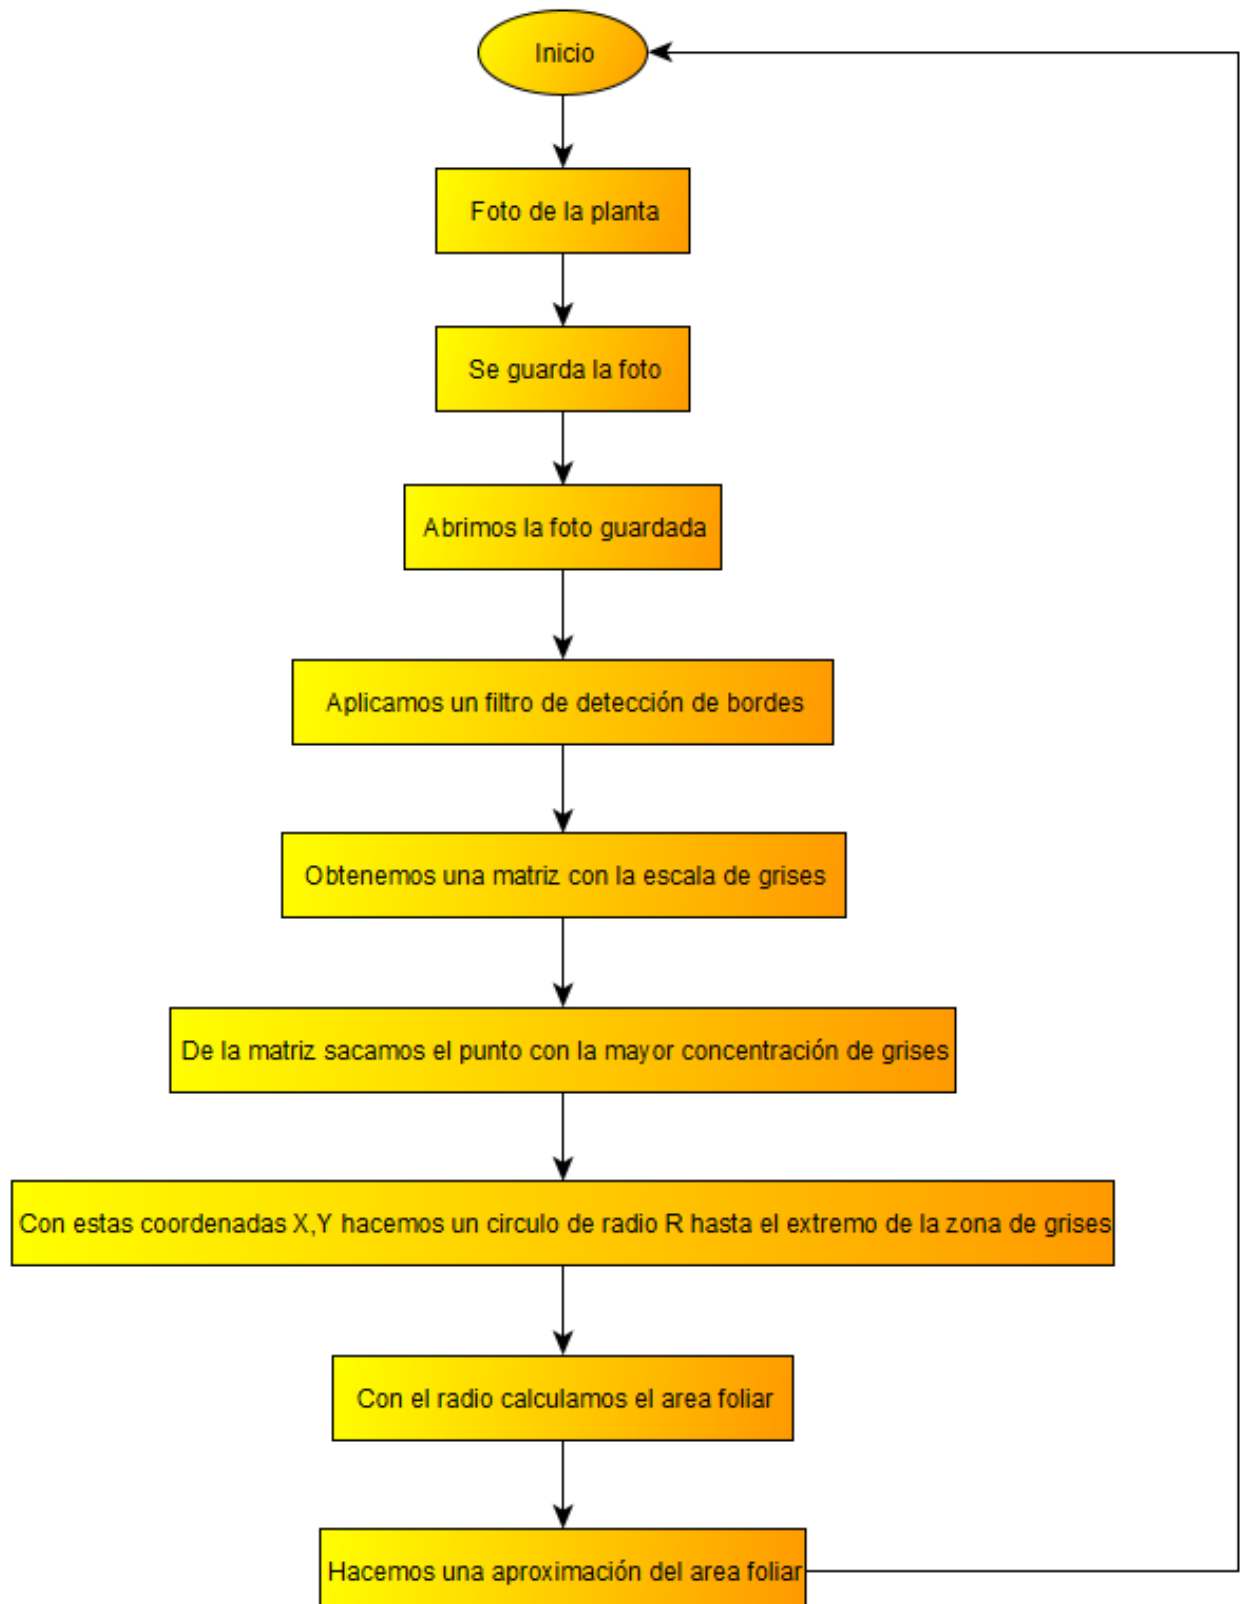 Inicio
Foto de la planta
Se guarda la foto
Abrimos la foto guardada
Aplicamos un filtro de detección de bordes
Obtenemos una matriz con la escala de grises
De la matriz sacamos el punto con la mayor concentración de grises
Con estas coordenadas X,Y hacemos un circulo de radio R hasta el extremo de la zona de grises
Con el radio calculamos el area foliar
Hacemos una aproximación del area foliar